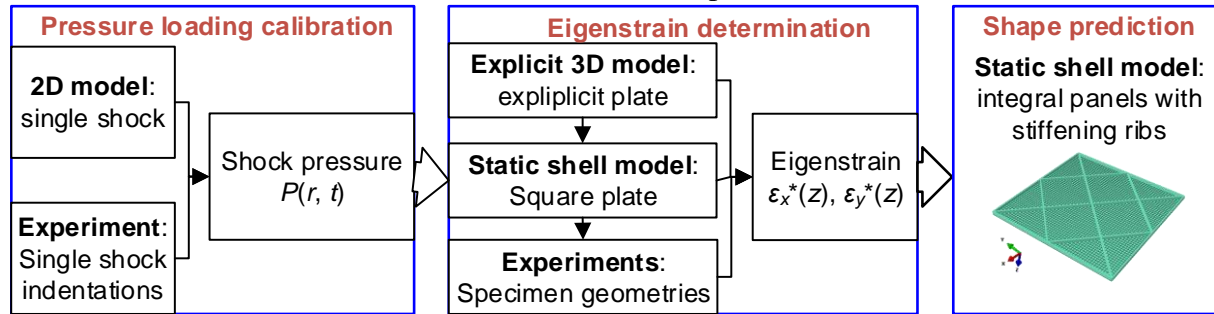 Pressure loading calibration
2D model:
single shock
Experiment:
Single shock
indentations
Shock pressure
P(r, t)
Eigenstrain determination
Explicit 3D model:
expliplicit plate
Static shell model:
Square plate
Experiments:
Specimen geometries
Eigenstrain
εx*(z), εy*(z)
Shape prediction
Static shell model:
integral panels with
stiffening ribs